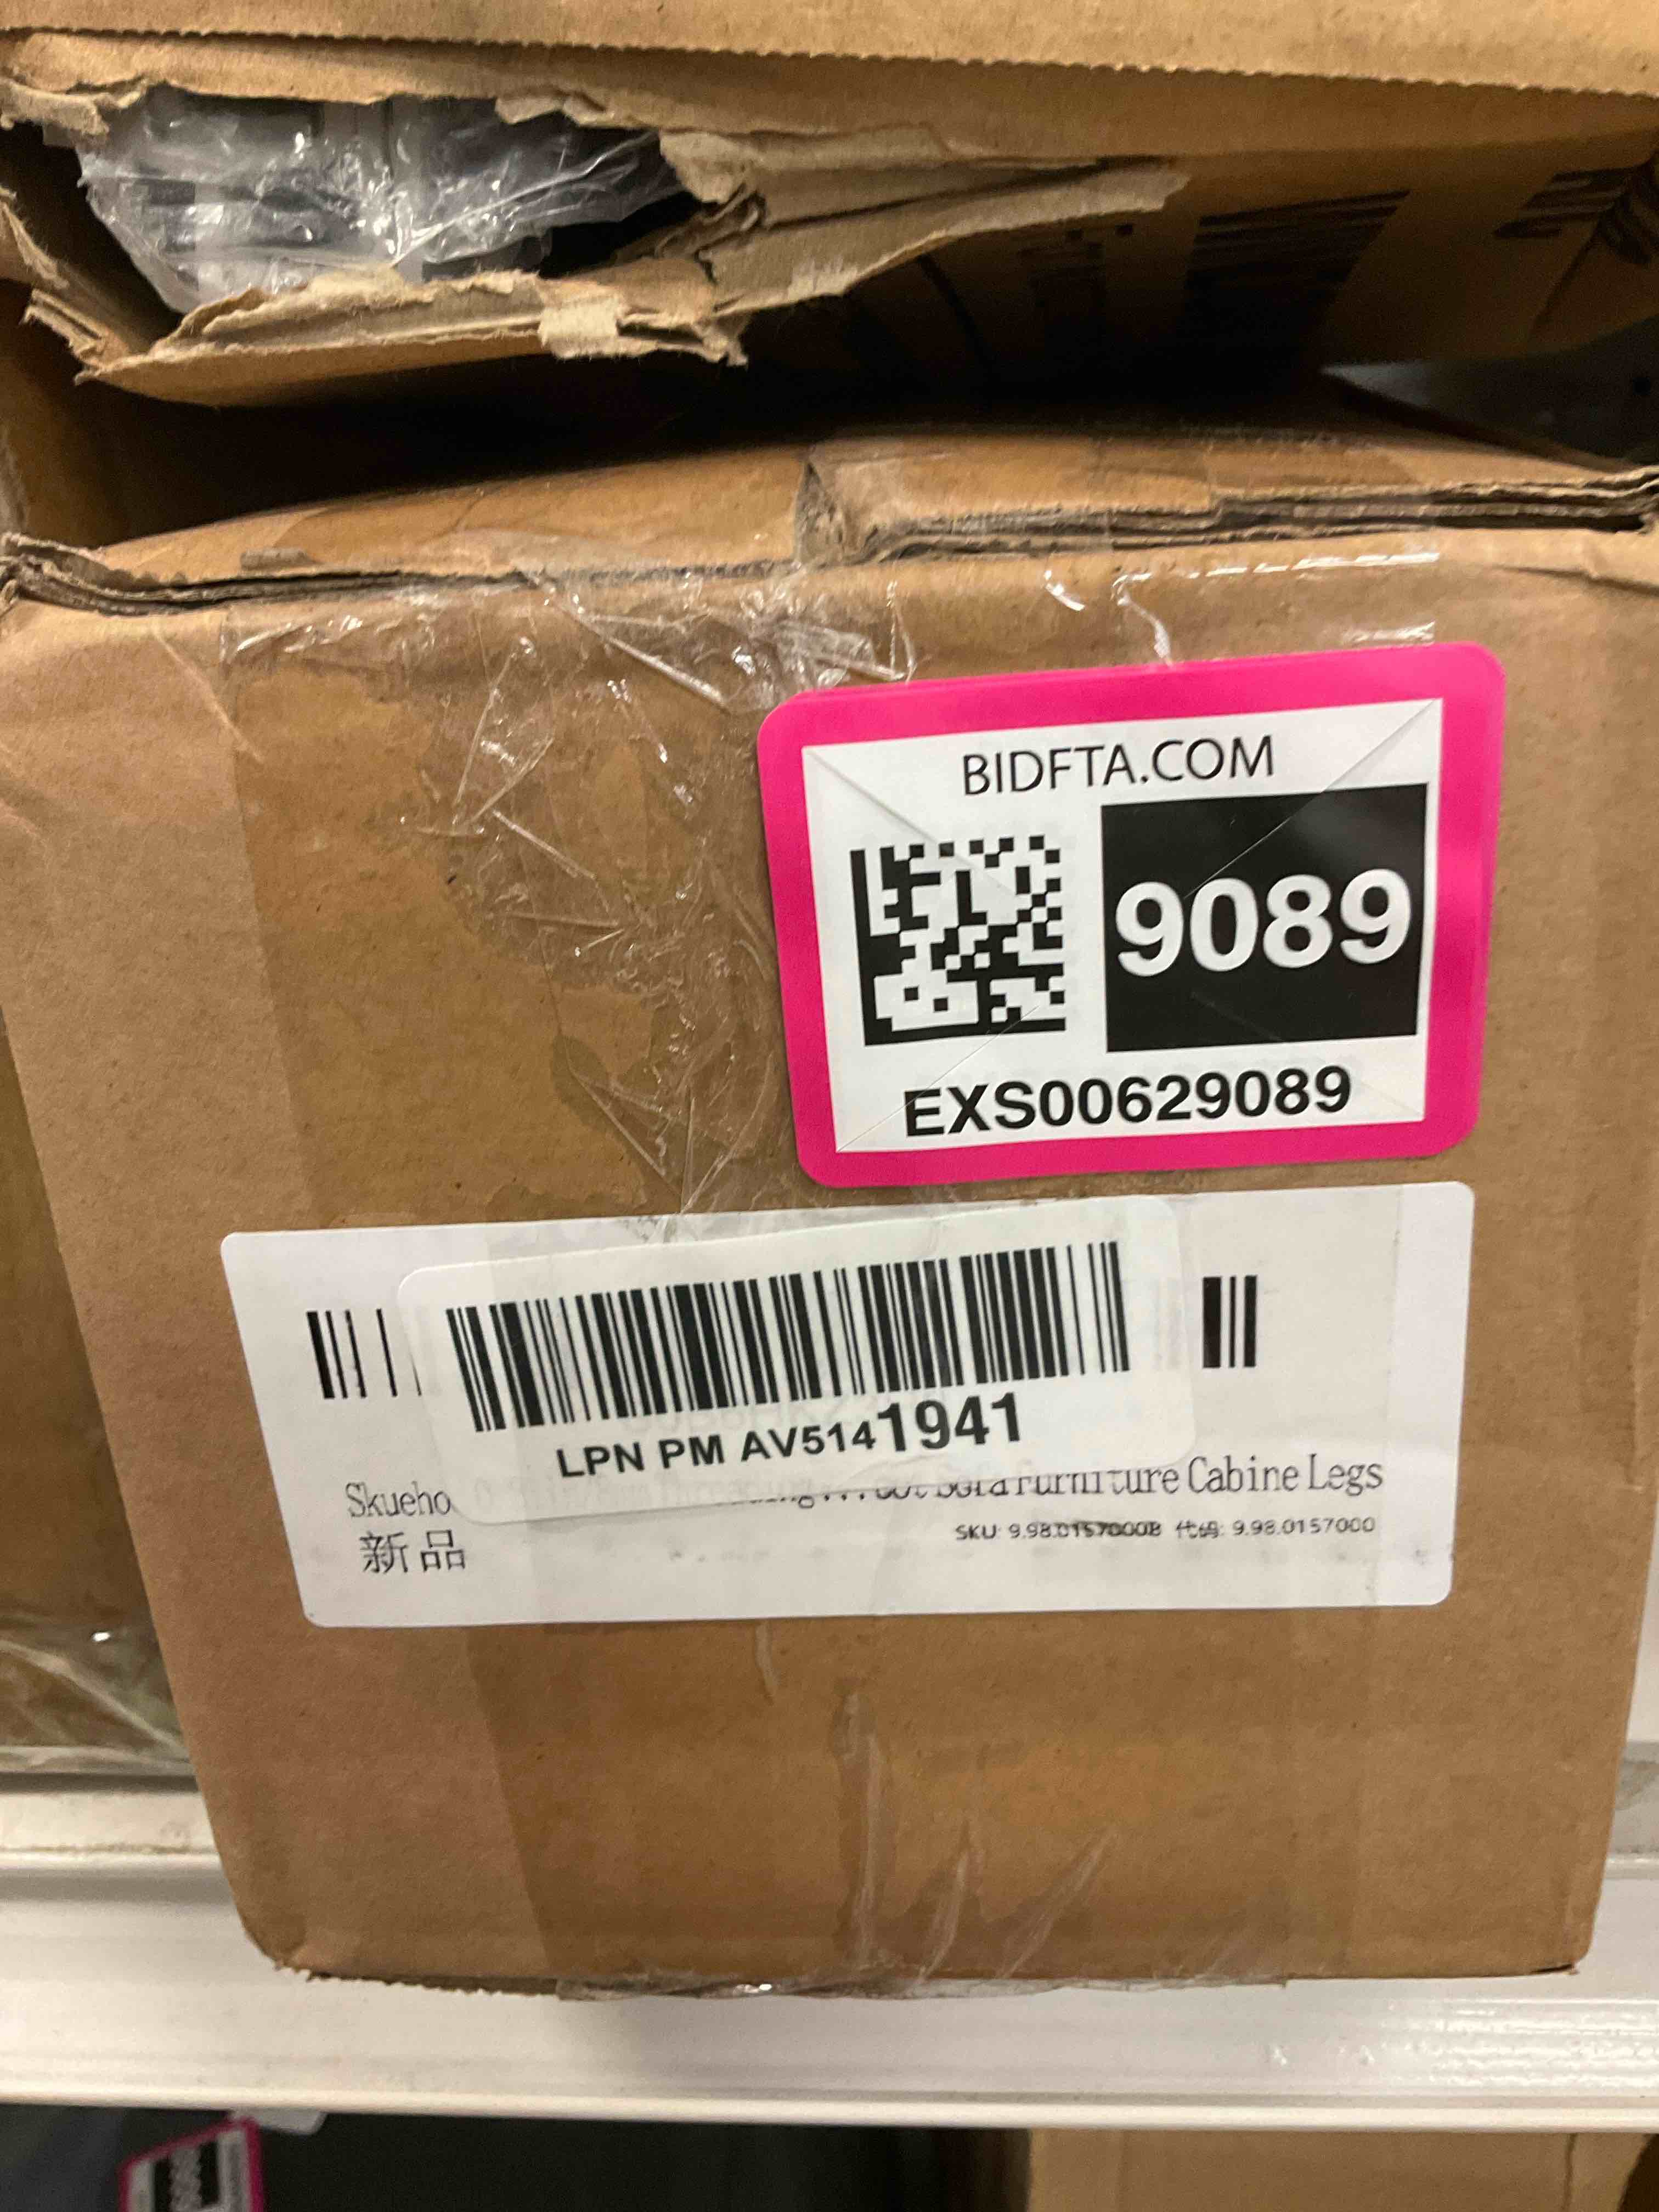 BIDFTA.COM
9089
EXS00629089
LPN PM AV5141941
Skueho Sofa Furniture Cabine Legs
新品
SKU: 9.98.0157000B 代码: 9.98.0157000